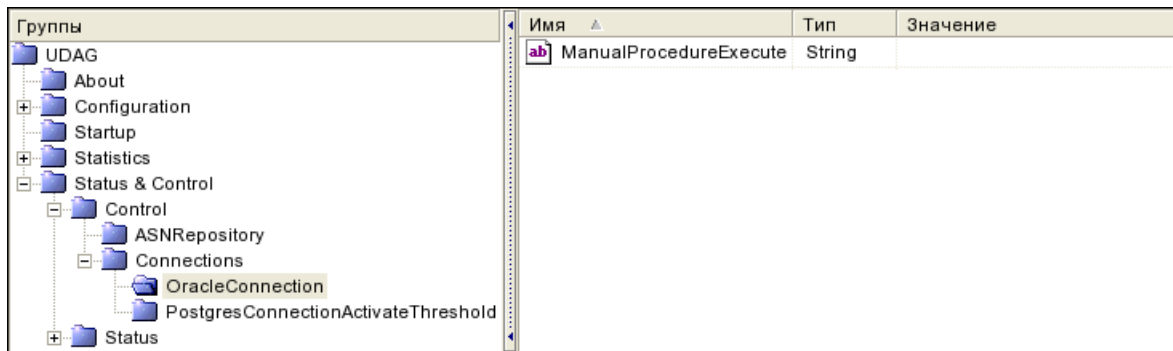 Группы
UDAG
About
Configuration
Startup
Statistics
Status & Control
Control
ASNRepository
Connections
OracleConnection
PostgresConnectionActivateThreshold
Status
Имя Тип Значение
ab ManualProcedureExecute String